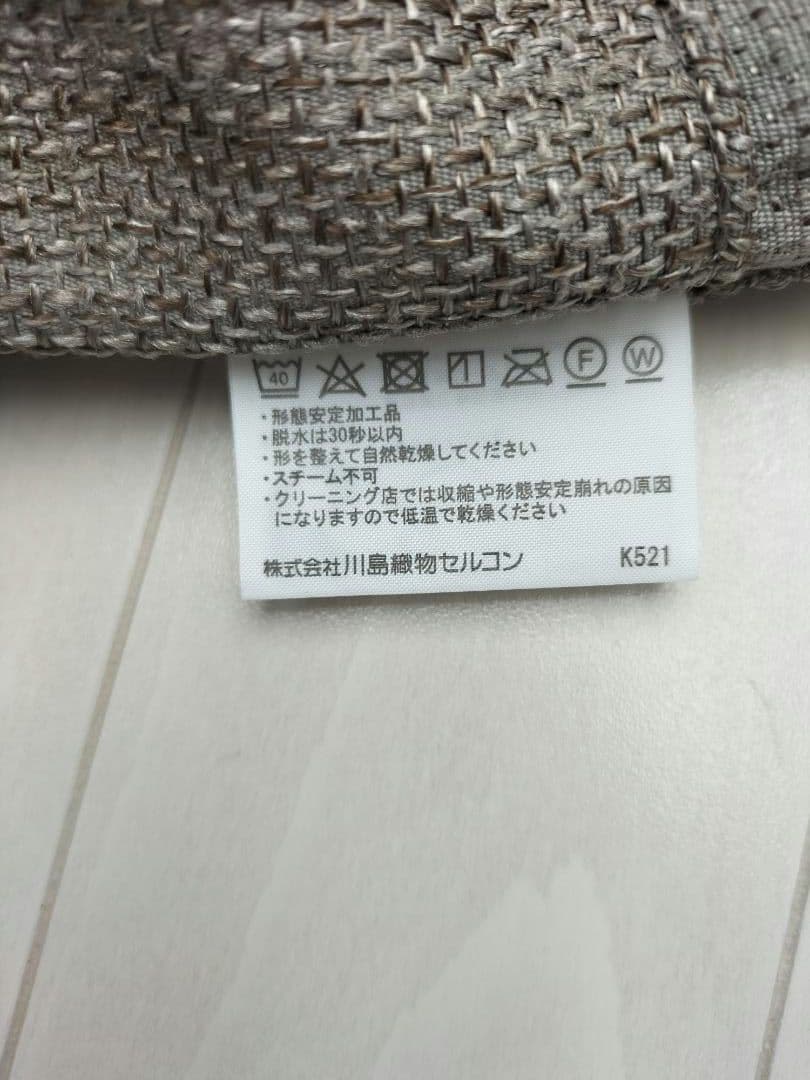 40 F W
・形態安定加工品
・脱水は30秒以内
・形を整えて自然乾燥してください
・スチーム不可
・クリーニング店では収縮や形態安定崩れの原因
になりますので低温で乾燥ください
株式会社川島織物セルコン K521